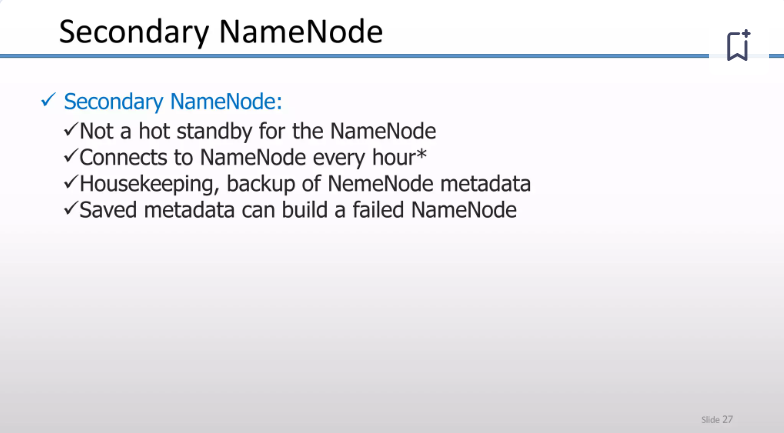 Secondary NameNode
✓ Secondary NameNode:
✓Not a hot standby for the NameNode
✓Connects to NameNode every hour*
✓Housekeeping, backup of NemeNode metadata
✓Saved metadata can build a failed NameNode
Slide 27